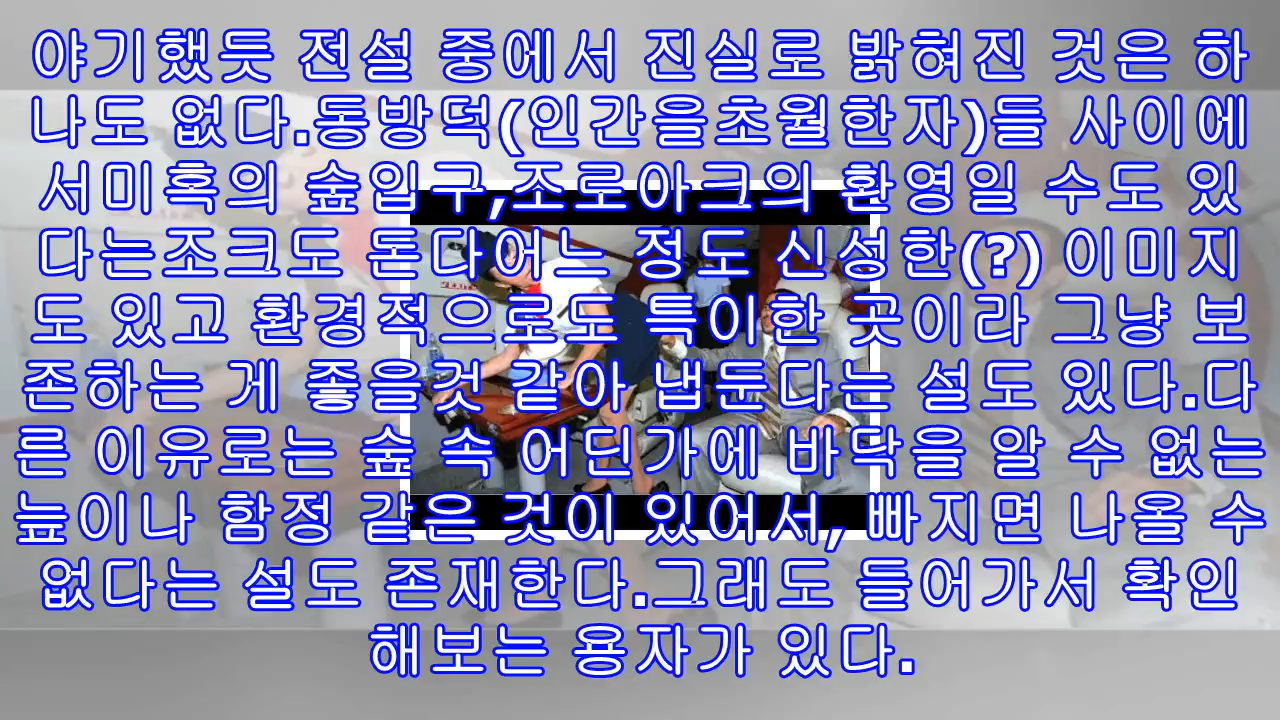 야기했듯 전설 중에서 진실로 밝혀진 것은 하
나도 없다.동방덕(인간을초월한자)들 사이에
서미혹의 숲입구,조로아크의 환영일 수도 있
다는조크도 돈다어느 정도 신성한(?) 이미지
도 있고 환경적으로도 특이한 곳이라 그냥 보
존하는 게 좋을것 같아 냅둔다는 설도 있다.다
른 이유로는 숲 속 어딘가에 바닥을 알 수 없는
늪이나 함정 같은 것이 있어서, 빠지면 나올 수
없다는 설도 존재한다.그래도 들어가서 확인
해보는 용자가 있다.